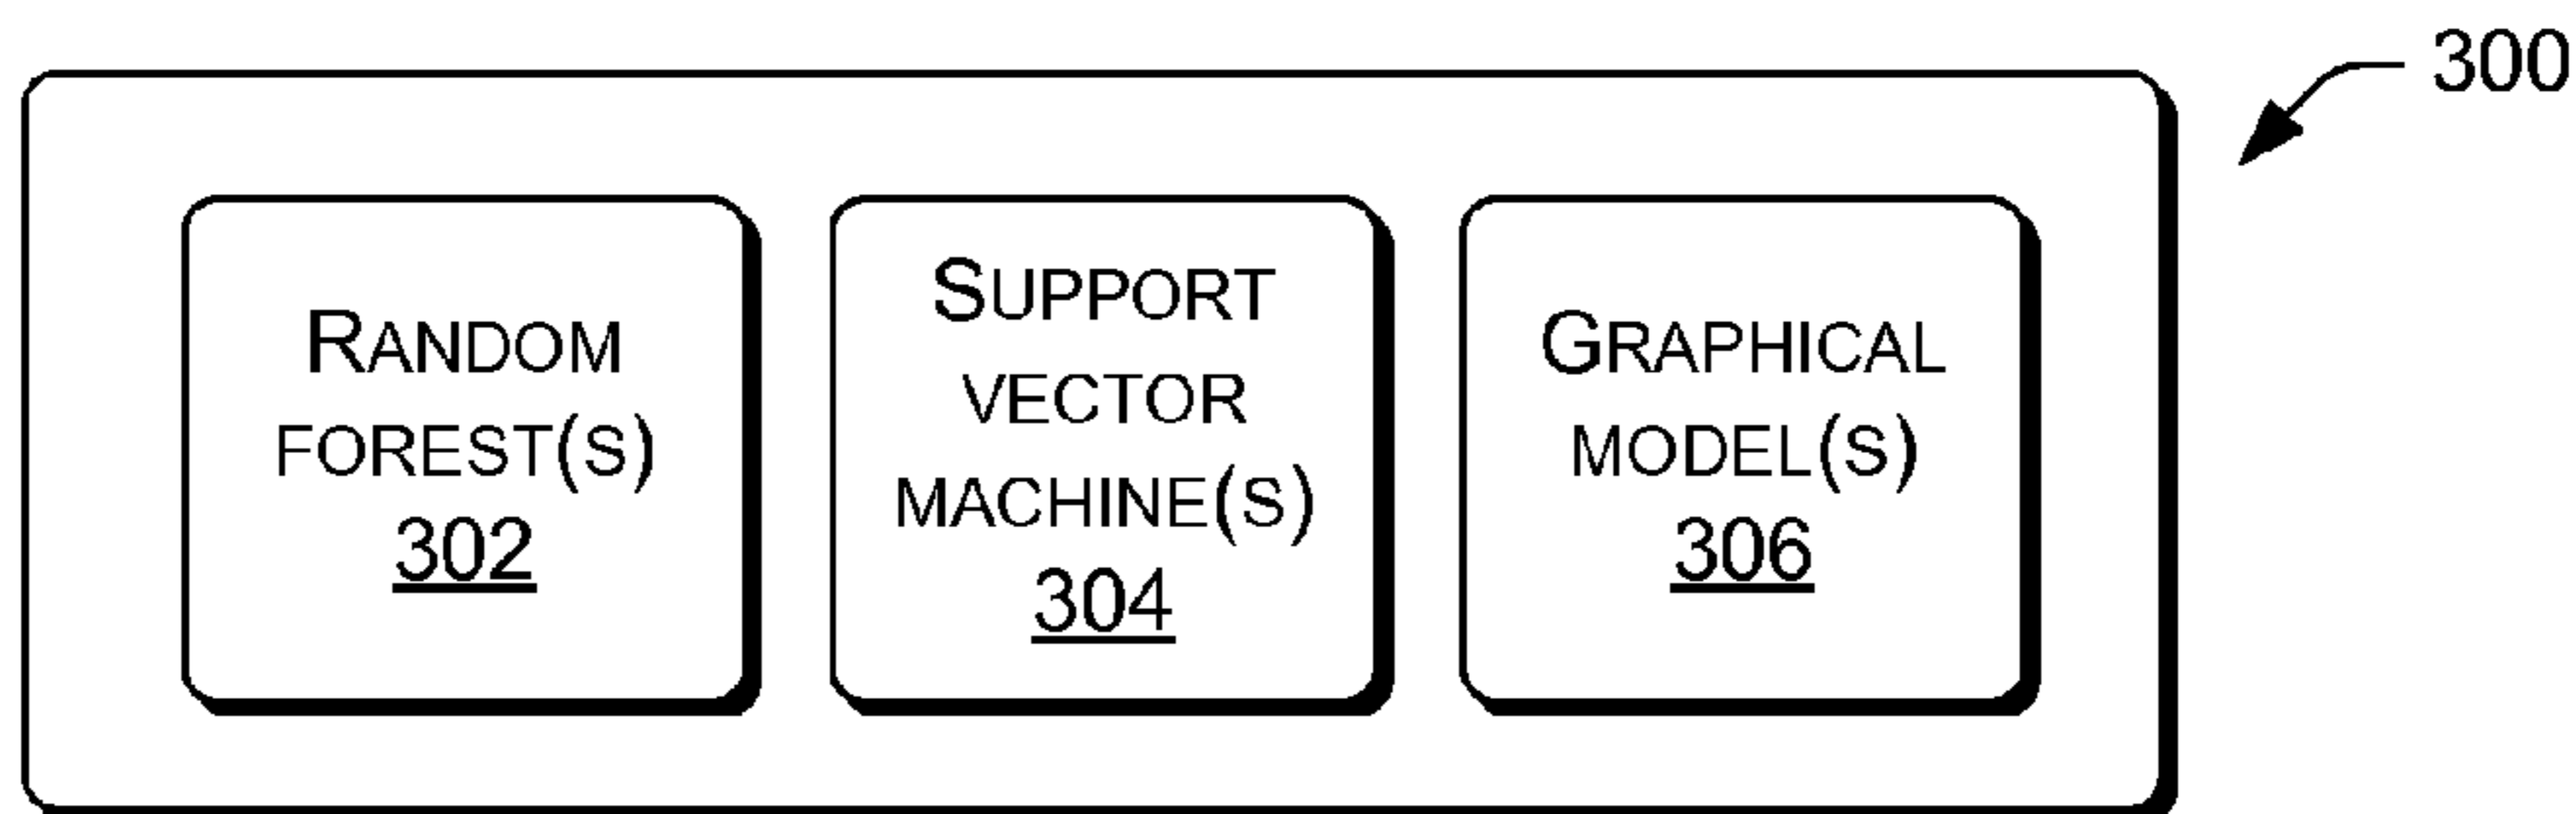 300
RANDOM
FOREST(S)
302
SUPPORT
VECTOR
MACHINE(S)
304
GRAPHICAL
MODEL(S)
306